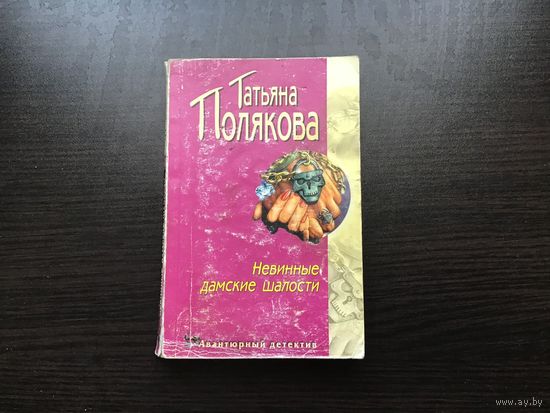 Татьяна
Полякова
Невинные
дамские шалости
Авантюрный детектив
www.ay.by